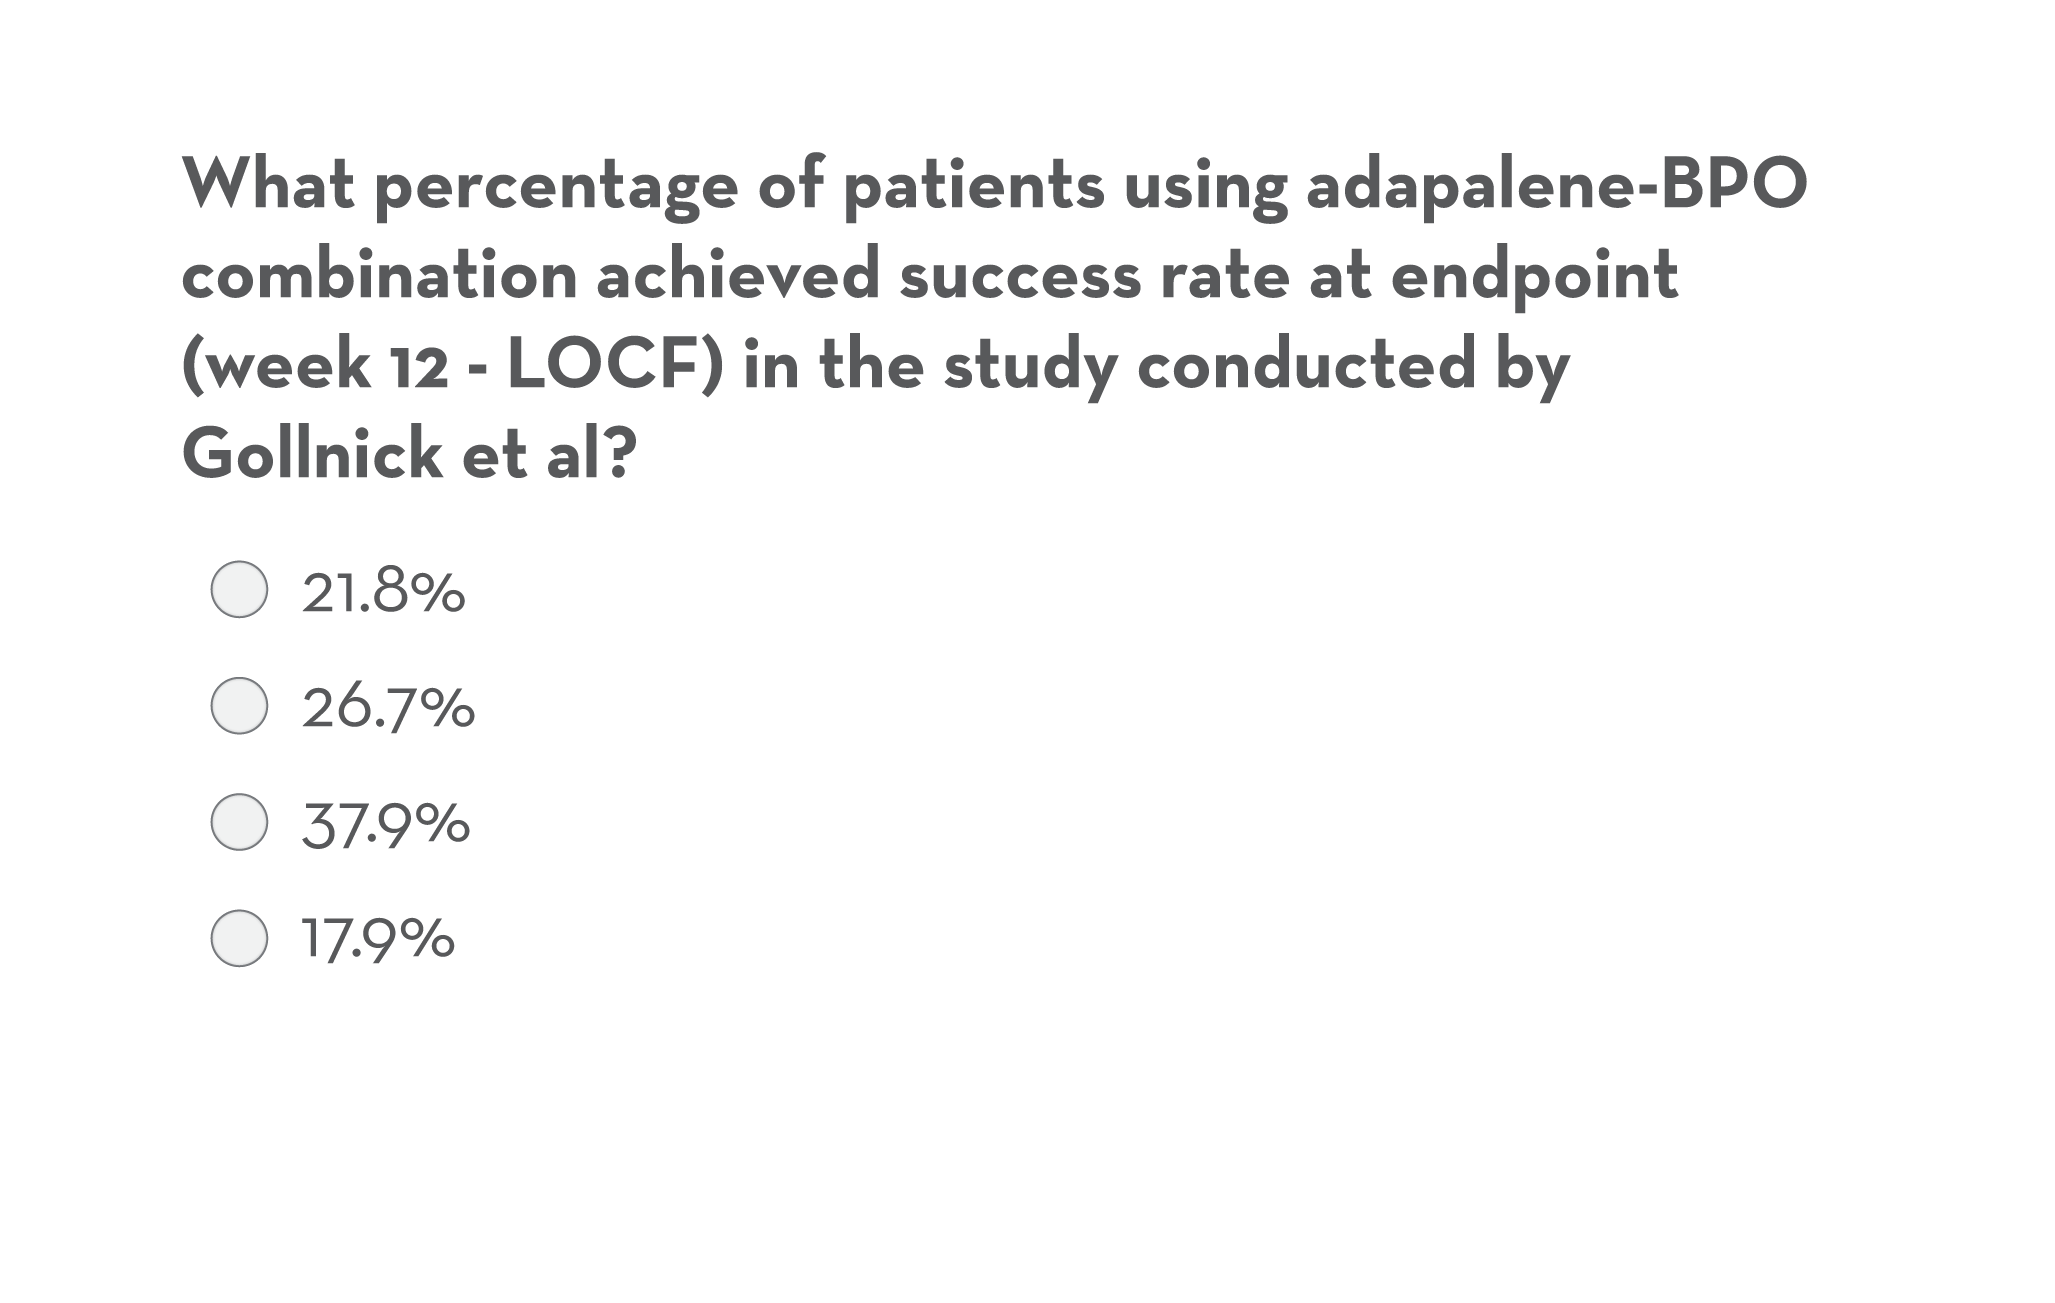 What percentage of patients using adapalene-BPO
combination achieved success rate at endpoint
(week 12 - LOCF) in the study conducted by
Gollnick et al?
21.8%
26.7%
37.9%
17.9%